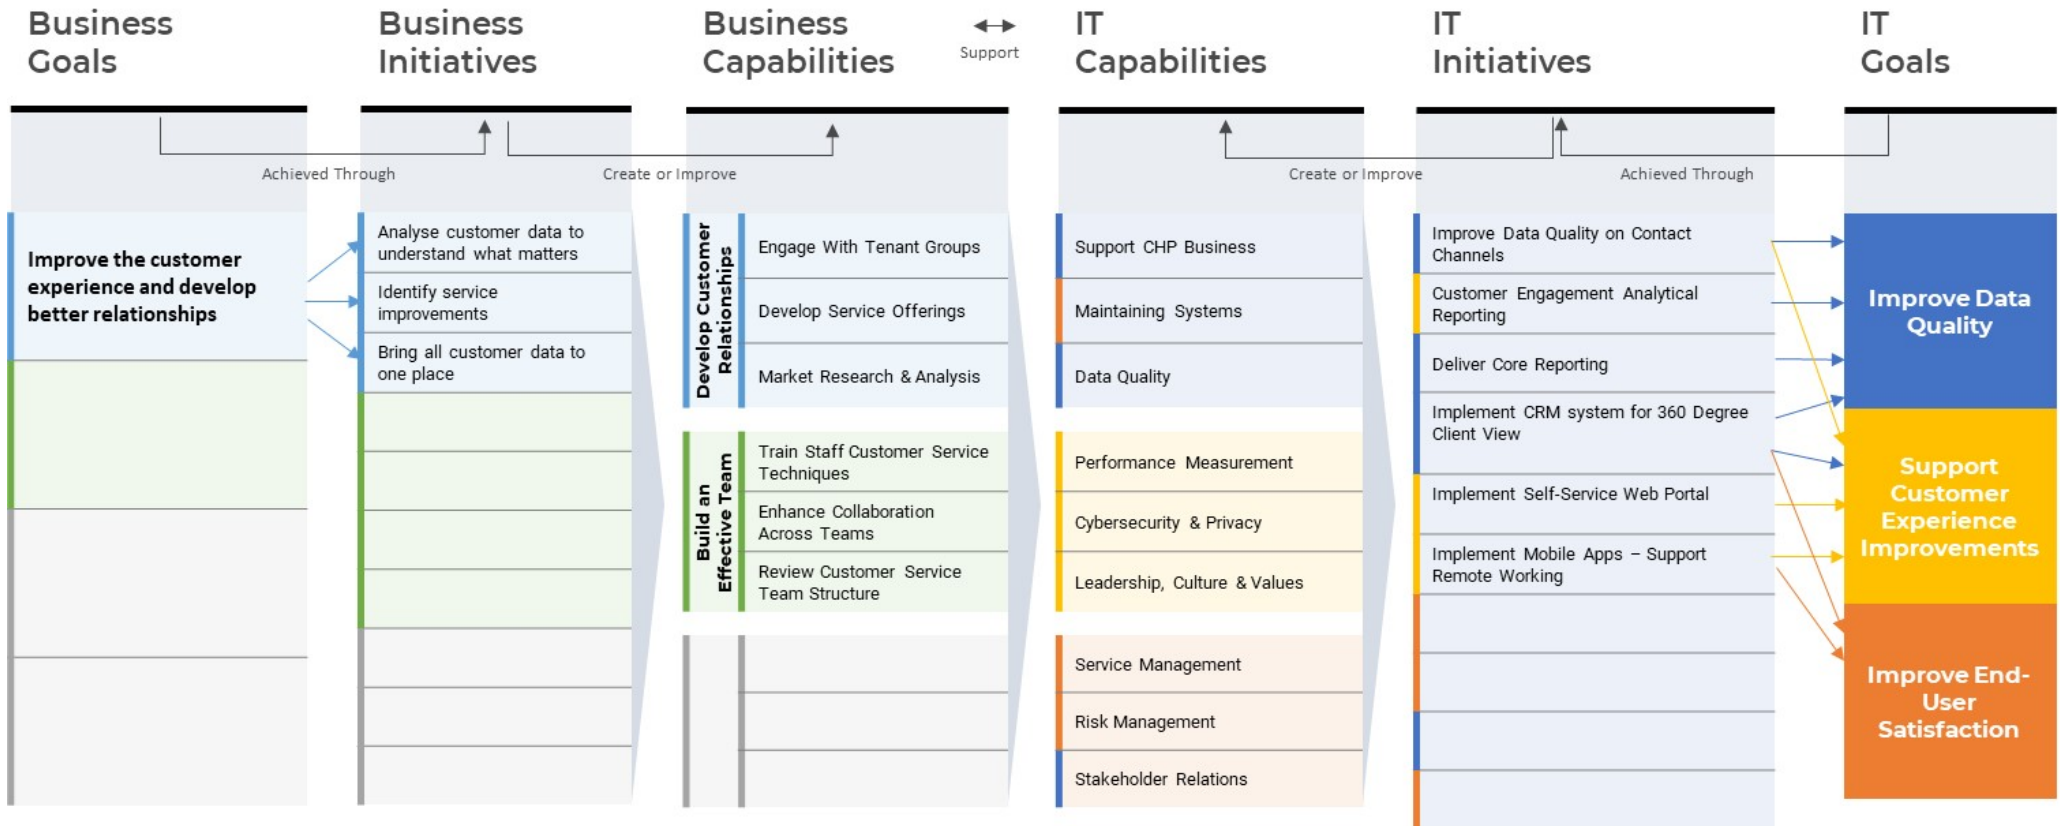 Business
Goals
Business
Initiatives
Business
Capabilities
Support
IT
Capabilities
IT
Initiatives
IT
Goals
Achieved Through
Create or Improve
Create or Improve
Achieved Through
Improve the customer
experience and develop
better relationships
Analyse customer data to
understand what matters
Identify service
improvements
Bring all customer data to
one place
Develop Customer
Relationships
Engage With Tenant Groups
Develop Service Offerings
Market Research & Analysis
Build an
Effective Team
Train Staff Customer Service
Techniques
Enhance Collaboration
Across Teams
Review Customer Service
Team Structure
Support CHP Business
Maintaining Systems
Data Quality
Performance Measurement
Cybersecurity & Privacy
Leadership, Culture & Values
Service Management
Risk Management
Stakeholder Relations
Improve Data Quality on Contact
Channels
Customer Engagement Analytical
Reporting
Deliver Core Reporting
Implement CRM system for 360 Degree
Client View
Implement Self-Service Web Portal
Implement Mobile Apps – Support
Remote Working
Improve Data
Quality
Support
Customer
Experience
Improvements
Improve End-
User
Satisfaction